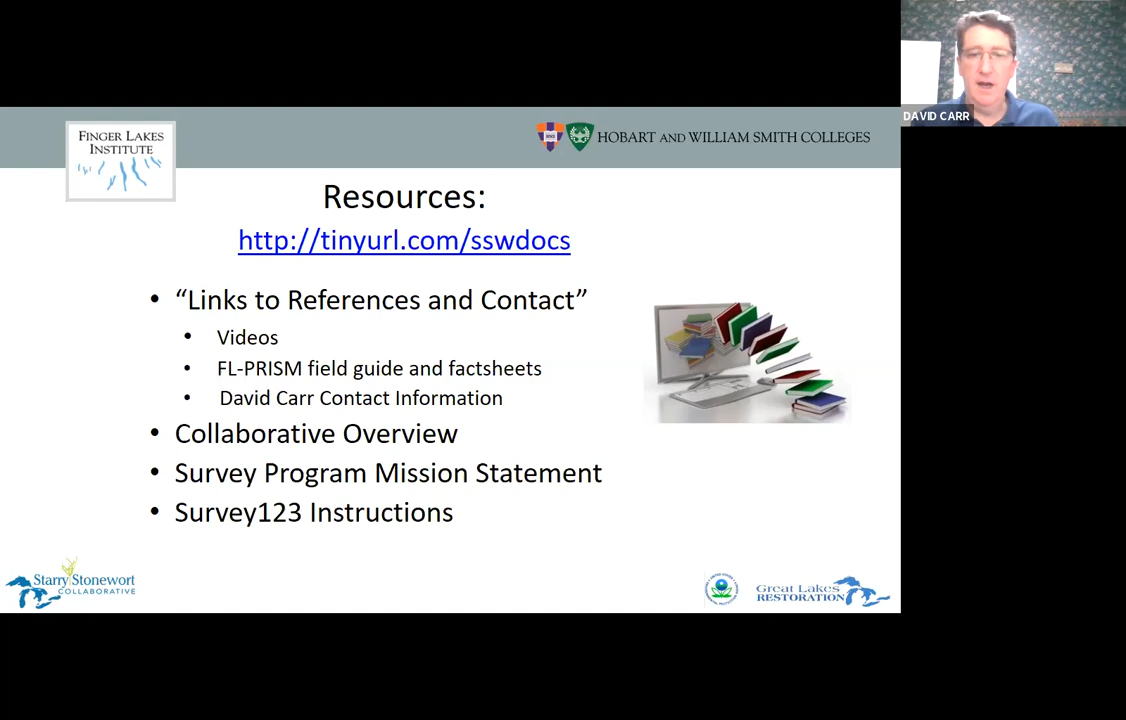 DAVID CARR
FINGER LAKES
INSTITUTE
HOBART AND WILLIAM SMITH COLLEGES
Resources:
http://tinyurl.com/sswdocs
• “Links to References and Contact”
• Videos
• FL-PRISM field guide and factsheets
• David Carr Contact Information
• Collaborative Overview
• Survey Program Mission Statement
• Survey123 Instructions
Starry Stonewort
COLLABORATIVE
Great Lakes
RESTORATION